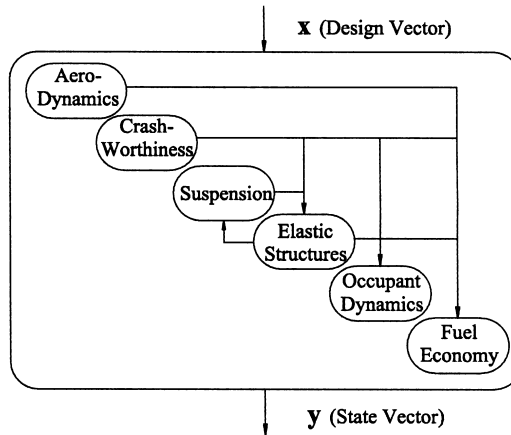 x (Design Vector)
Aero-
Dynamics
Crash-
Worthiness
Suspension
Elastic
Structures
Occupant
Dynamics
Fuel
Economy
y (State Vector)